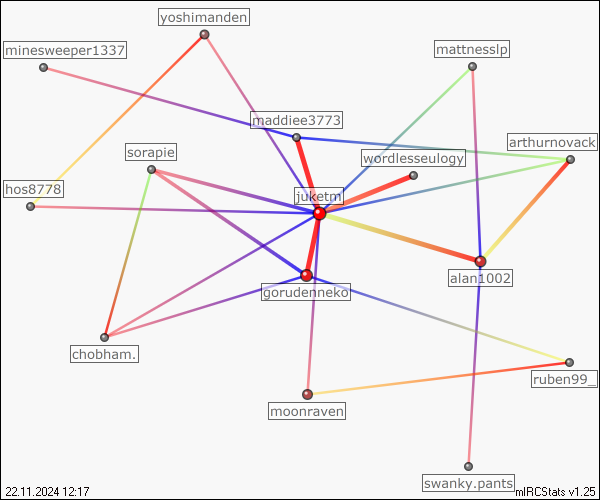 yoshimanden
minesweeper1337
mattnesslp
maddiee3773
arthurnovack
sorapie
wordlesseulogy
hos8778
juketm
alan1002
gorudenneko
chobham.
ruben99_
moonraven
swanky.pants
22.11.2024 12:17
mIRCStats v1.25